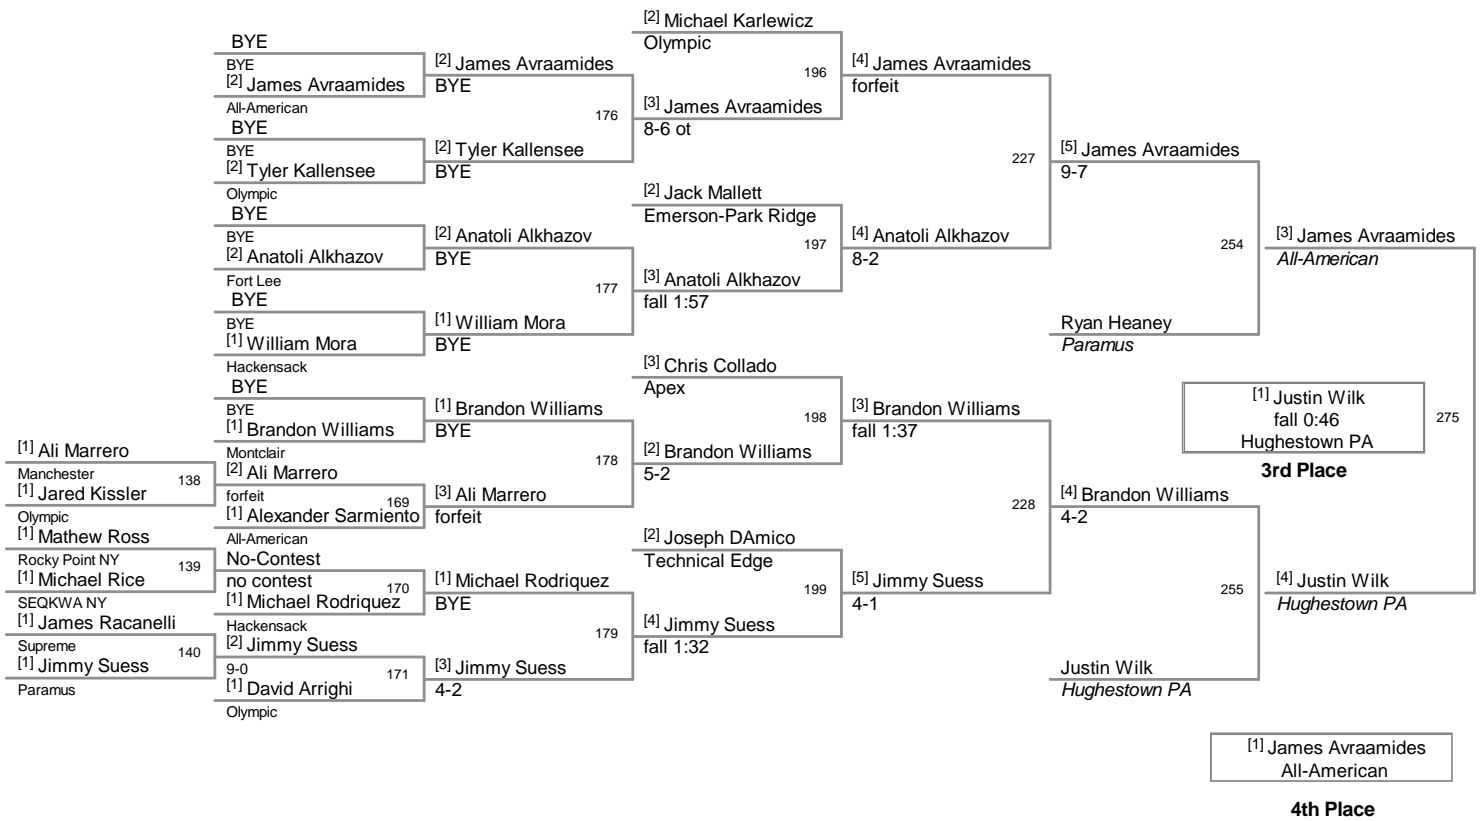 [1] Ali Marrero
Manchester
138
[1] Jared Kissler
Olympic
[1] Mathew Ross
Rocky Point NY
139
[1] Michael Rice
SEQKWA NY
[1] James Racanelli
Supreme
140
[1] Jimmy Suess
Paramus
BYE
BYE
[2] James Avraamides
All-American
BYE
BYE
[2] Tyler Kallensee
Olympic
BYE
BYE
[2] Anatoli Alkhazov
Fort Lee
BYE
BYE
[1] William Mora
Hackensack
BYE
BYE
[1] Brandon Williams
Montclair
[2] Ali Marrero
forfeit
169
[1] Alexander Sarmiento
All-American
No-Contest
no contest
170
[1] Michael Rodriquez
Hackensack
[2] Jimmy Suess
9-0
171
[1] David Arrighi
Olympic
[2] James Avraamides
BYE
176
[2] Tyler Kallensee
BYE
[2] Anatoli Alkhazov
BYE
177
[1] William Mora
BYE
[1] Brandon Williams
BYE
178
[3] Ali Marrero
forfeit
[1] Michael Rodriquez
BYE
179
[3] Jimmy Suess
4-2
[2] Michael Karlewicz
Olympic
196
[3] James Avraamides
8-6 ot
[2] Jack Mallett
Emerson-Park Ridge
197
[3] Anatoli Alkhazov
fall 1:57
[3] Chris Collado
Apex
198
[2] Brandon Williams
5-2
[2] Joseph DAmico
Technical Edge
199
[4] Jimmy Suess
fall 1:32
[4] James Avraamides
forfeit
227
[4] Anatoli Alkhazov
8-2
[3] Brandon Williams
fall 1:37
228
[5] Jimmy Suess
4-1
[5] James Avraamides
9-7
254
Ryan Heaney
Paramus
[4] Brandon Williams
4-2
255
Justin Wilk
Hughestown PA
[3] James Avraamides
All-American
[1] Justin Wilk
fall 0:46
Hughestown PA
275
3rd Place
[4] Justin Wilk
Hughestown PA
[1] James Avraamides
All-American
4th Place